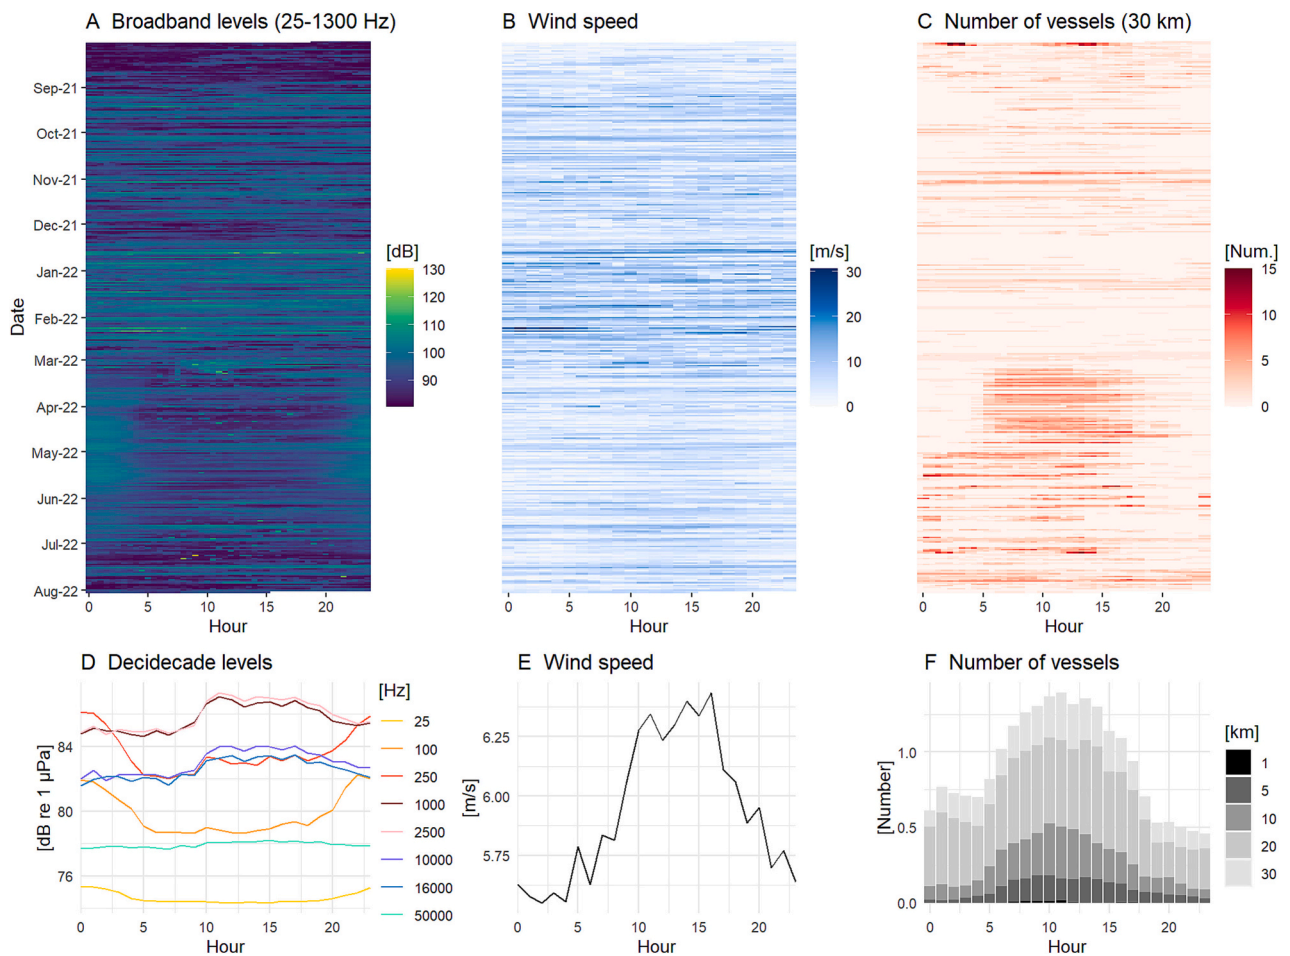 A Broadband levels (25-1300 Hz)
B Wind speed
C Number of vessels (30 km)
Date
Sep-21
Oct-21
Nov-21
Dec-21
Jan-22
Feb-22
Mar-22
Apr-22
May-22
Jun-22
Jul-22
Aug-22
0 5 10 15 20
Hour
[dB]
130
120
110
100
90
0 5 10 15 20
Hour
[m/s]
30
20
10
0
0 5 10 15 20
Hour
[Num.]
15
10
5
0
D Decidecade levels
[dB re 1 µPa]
84
80
76
0 5 10 15 20
Hour
[Hz]
25
100
250
1000
2500
10000
16000
50000
E Wind speed
[m/s]
6.25
6.00
5.75
0 5 10 15 20
Hour
F Number of vessels
[Number]
1.0
0.5
0.0
0 5 10 15 20
Hour
[km]
1
5
10
20
30